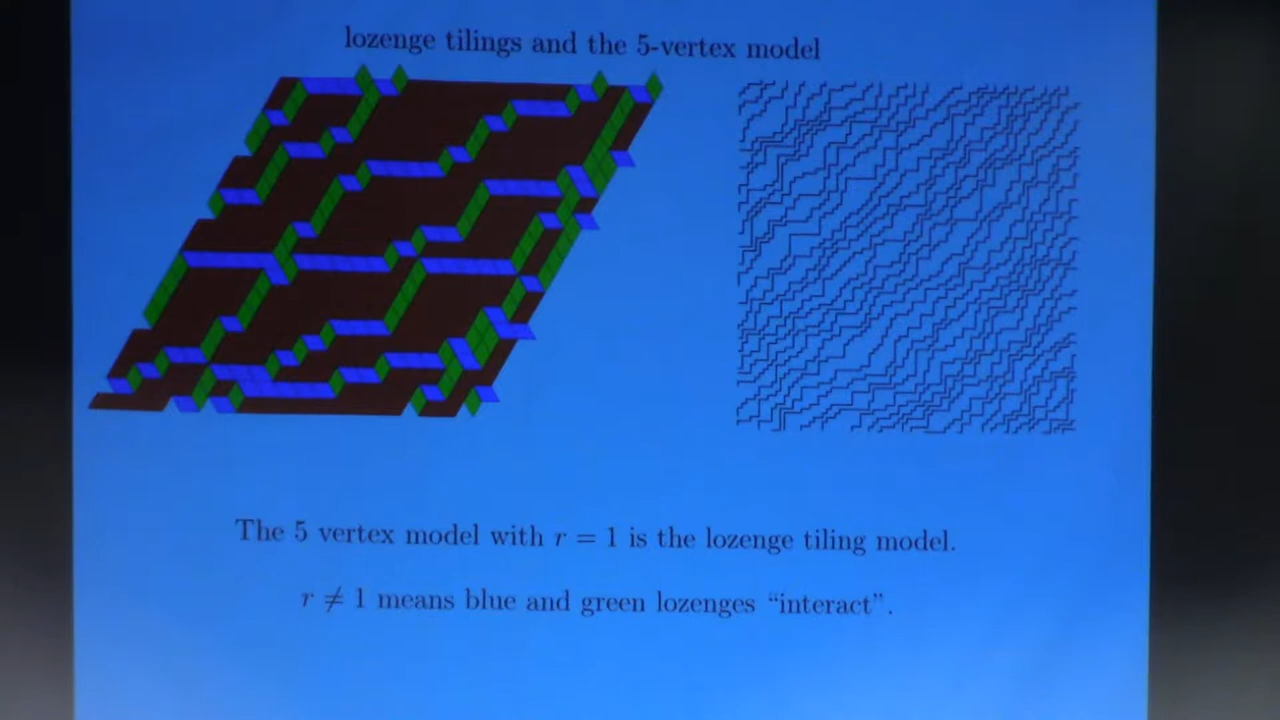 lozenge tilings and the 5-vertex model
The 5 vertex model with r = 1 is the lozenge tiling model.
r ≠ 1 means blue and green lozenges “interact”.